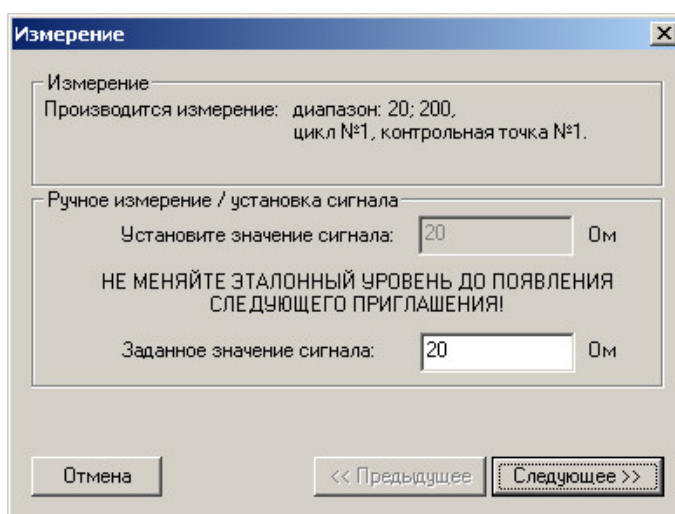 Измерение
Измерение
Производится измерение: диапазон: 20; 200,
цикл №1, контрольная точка №1.
Ручное измерение / установка сигнала
Установите значение сигнала: 20 Ом
НЕ МЕНЯЙТЕ ЭТАЛОННЫЙ УРОВЕНЬ ДО ПОЯВЛЕНИЯ
СЛЕДУЮЩЕГО ПРИГЛАШЕНИЯ!
Заданное значение сигнала: 20 Ом
Отмена << Предыдущее Следующее >>